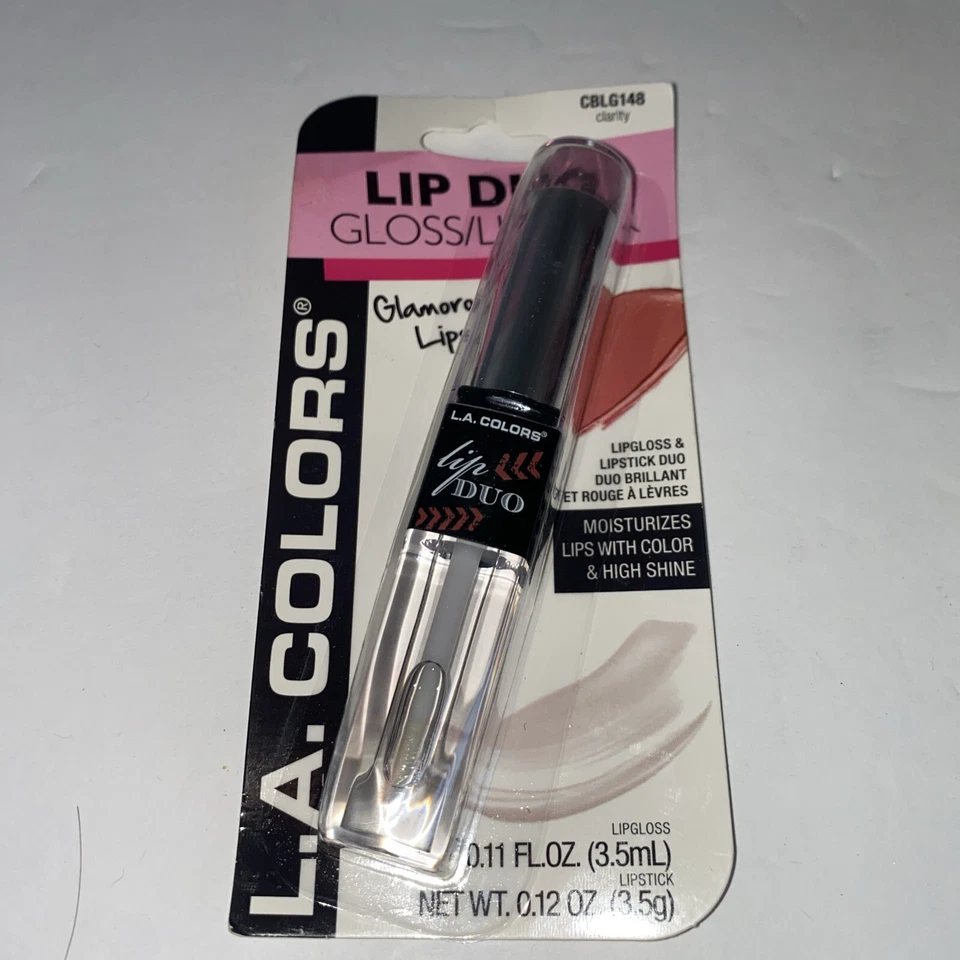 CBLG148
clarity
LIP DU
GLOSS/LI
Glamoro
Lips
L.A. COLORS®
L.A. COLORS®
lip
DUO
LIPGLOSS &
LIPSTICK DUO
DUO BRILLANT
ET ROUGE À LÈVRES
MOISTURIZES
LIPS WITH COLOR
& HIGH SHINE
LIPGLOSS
0.11 FL.OZ. (3.5mL)
LIPSTICK
NET WT. 0.12 OZ. (3.5g)